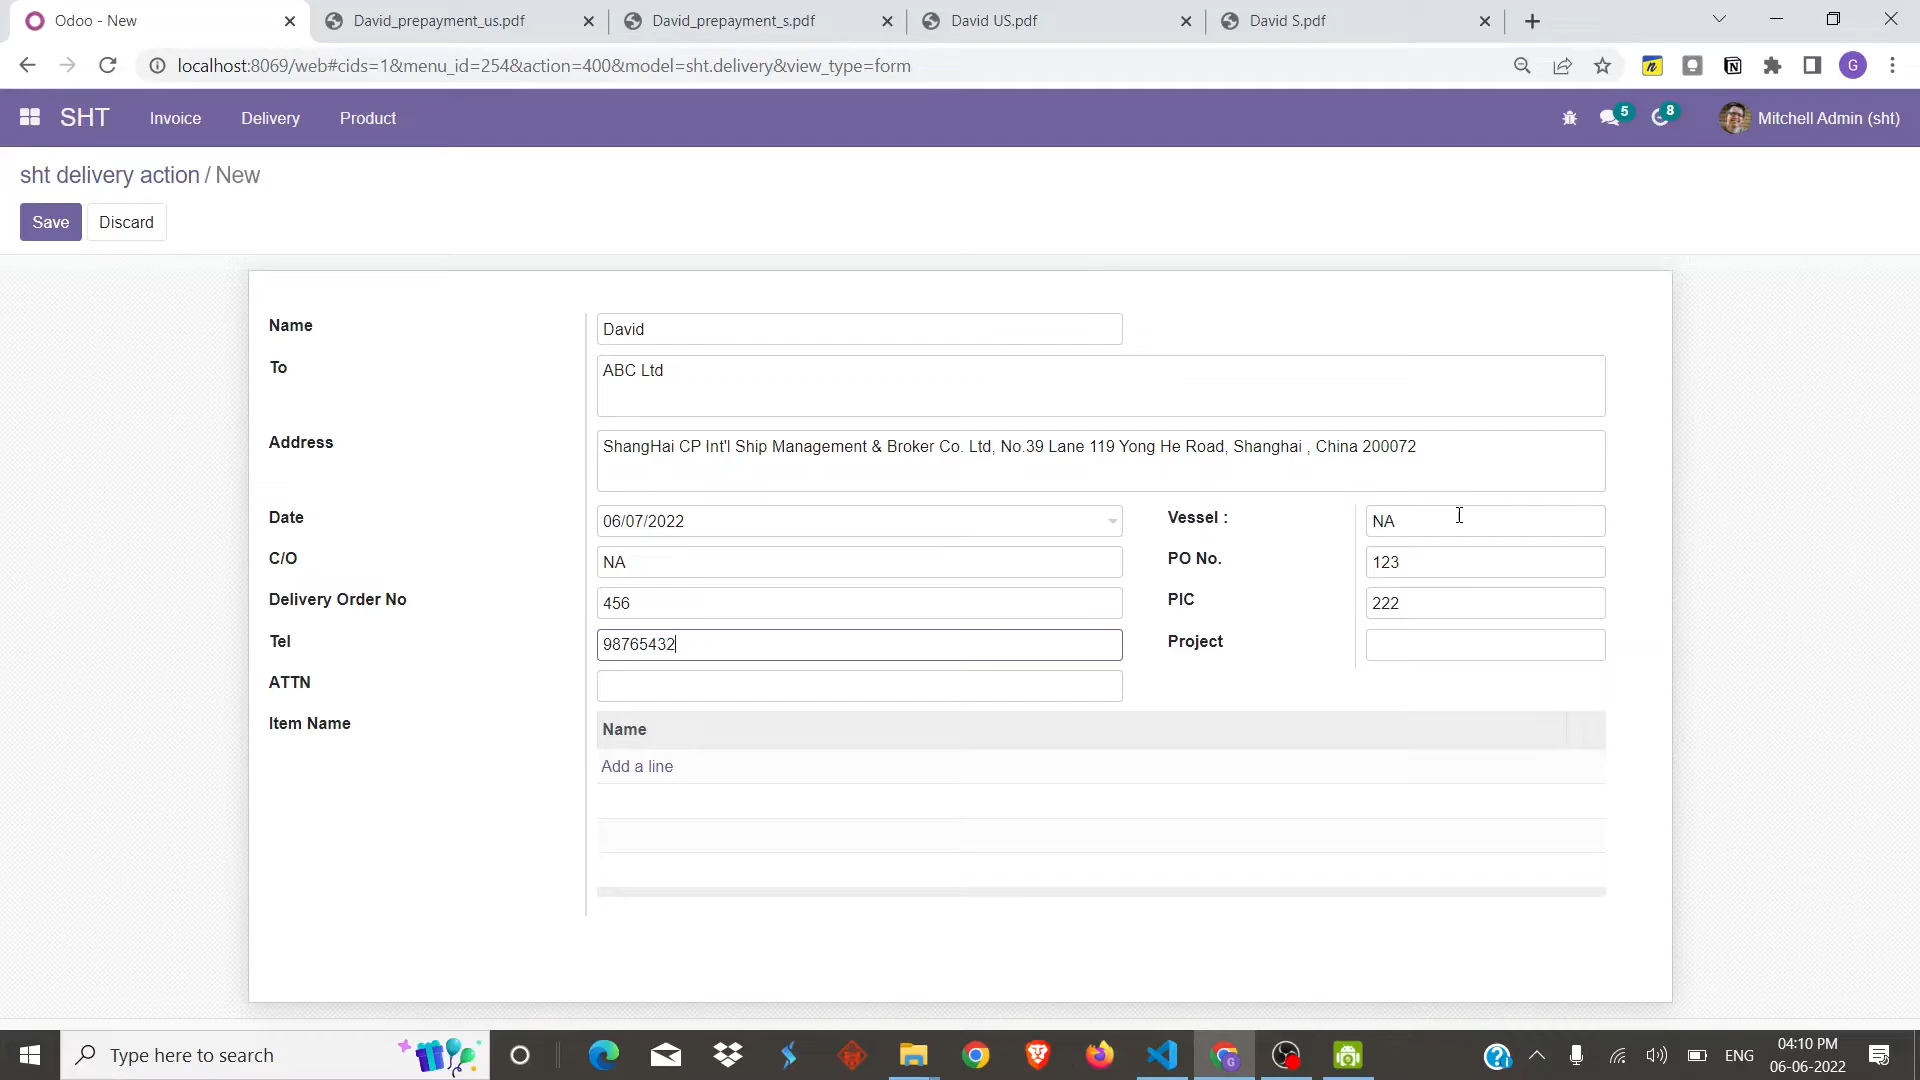 Odoo - New
David_prepayment_us.pdf
David_prepayment_s.pdf
David US.pdf
David S.pdf
localhost:8069/web#cids=1&menu_id=254&action=400&model=sht.delivery&view_type=form
G
SHT
Invoice
Delivery
Product
5
8
Mitchell Admin (sht)
sht delivery action / New
Save
Discard
Name
David
To
ABC Ltd
Address
ShangHai CP Int'l Ship Management & Broker Co. Ltd, No.39 Lane 119 Yong He Road, Shanghai , China 200072
Date
06/07/2022
Vessel :
NA
C/O
NA
PO No.
123
Delivery Order No
456
PIC
222
Tel
98765432
Project
ATTN
Item Name
Name
Add a line
Type here to search
ENG
04:10 PM
06-06-2022